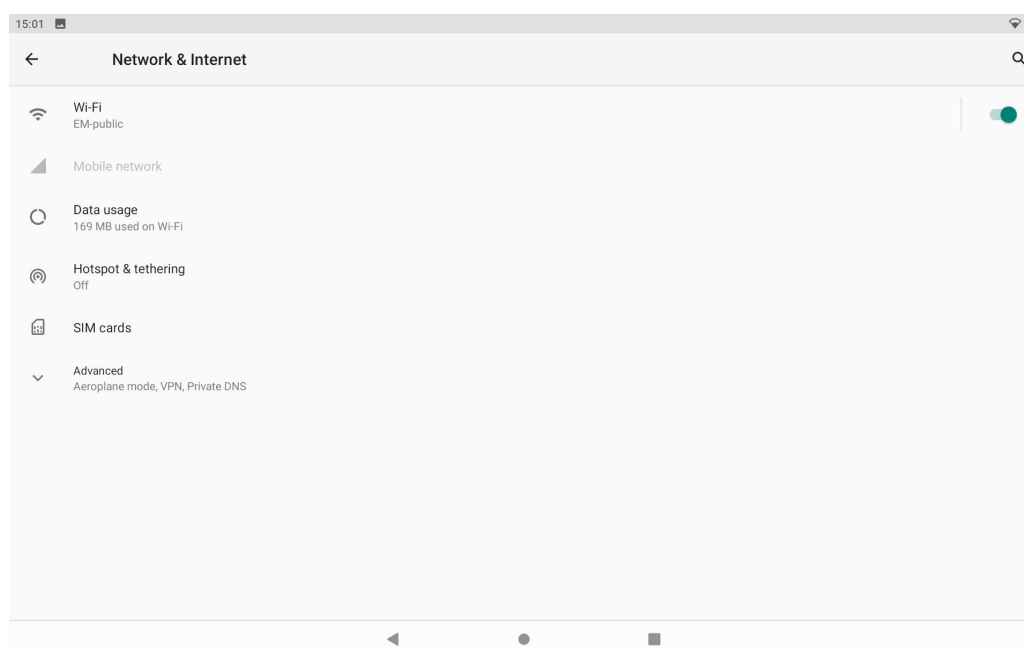 15:01
Network & Internet
Wi-Fi
EM-public
Mobile network
Data usage
169 MB used on Wi-Fi
Hotspot & tethering
Off
SIM cards
Advanced
Aeroplane mode, VPN, Private DNS